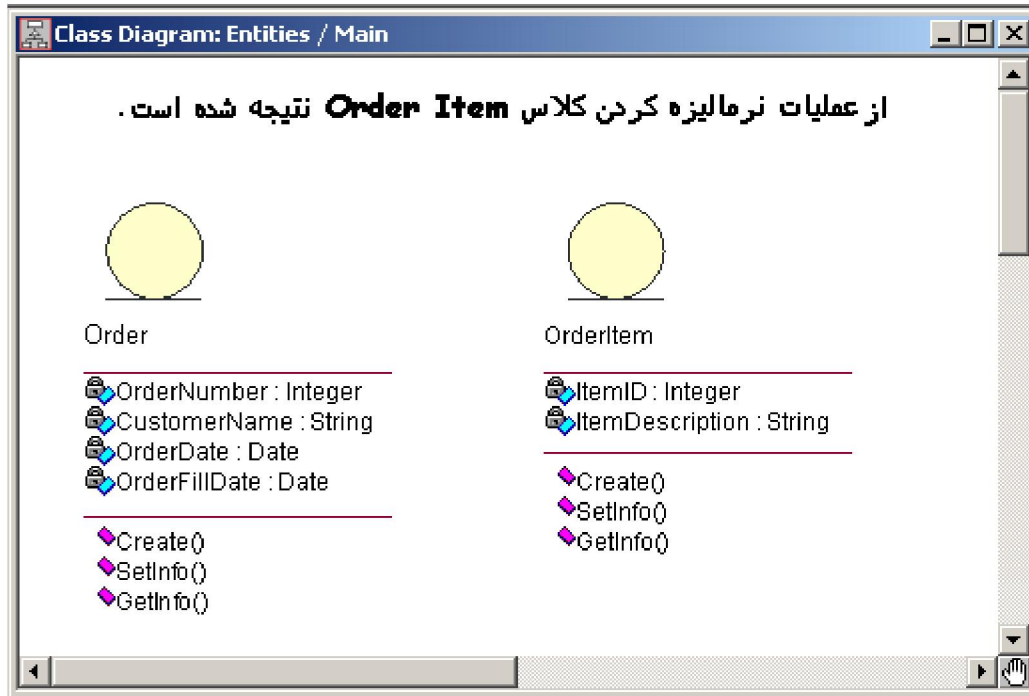 Class Diagram: Entities / Main
از عملیات نرمالیزه کردن کلاس Order Item نتیجه شده است.
Order
OrderNumber : Integer
CustomerName : String
OrderDate : Date
OrderFillDate : Date
Create()
SetInfo()
GetInfo()
OrderItem
ItemID : Integer
ItemDescription : String
Create()
SetInfo()
GetInfo()